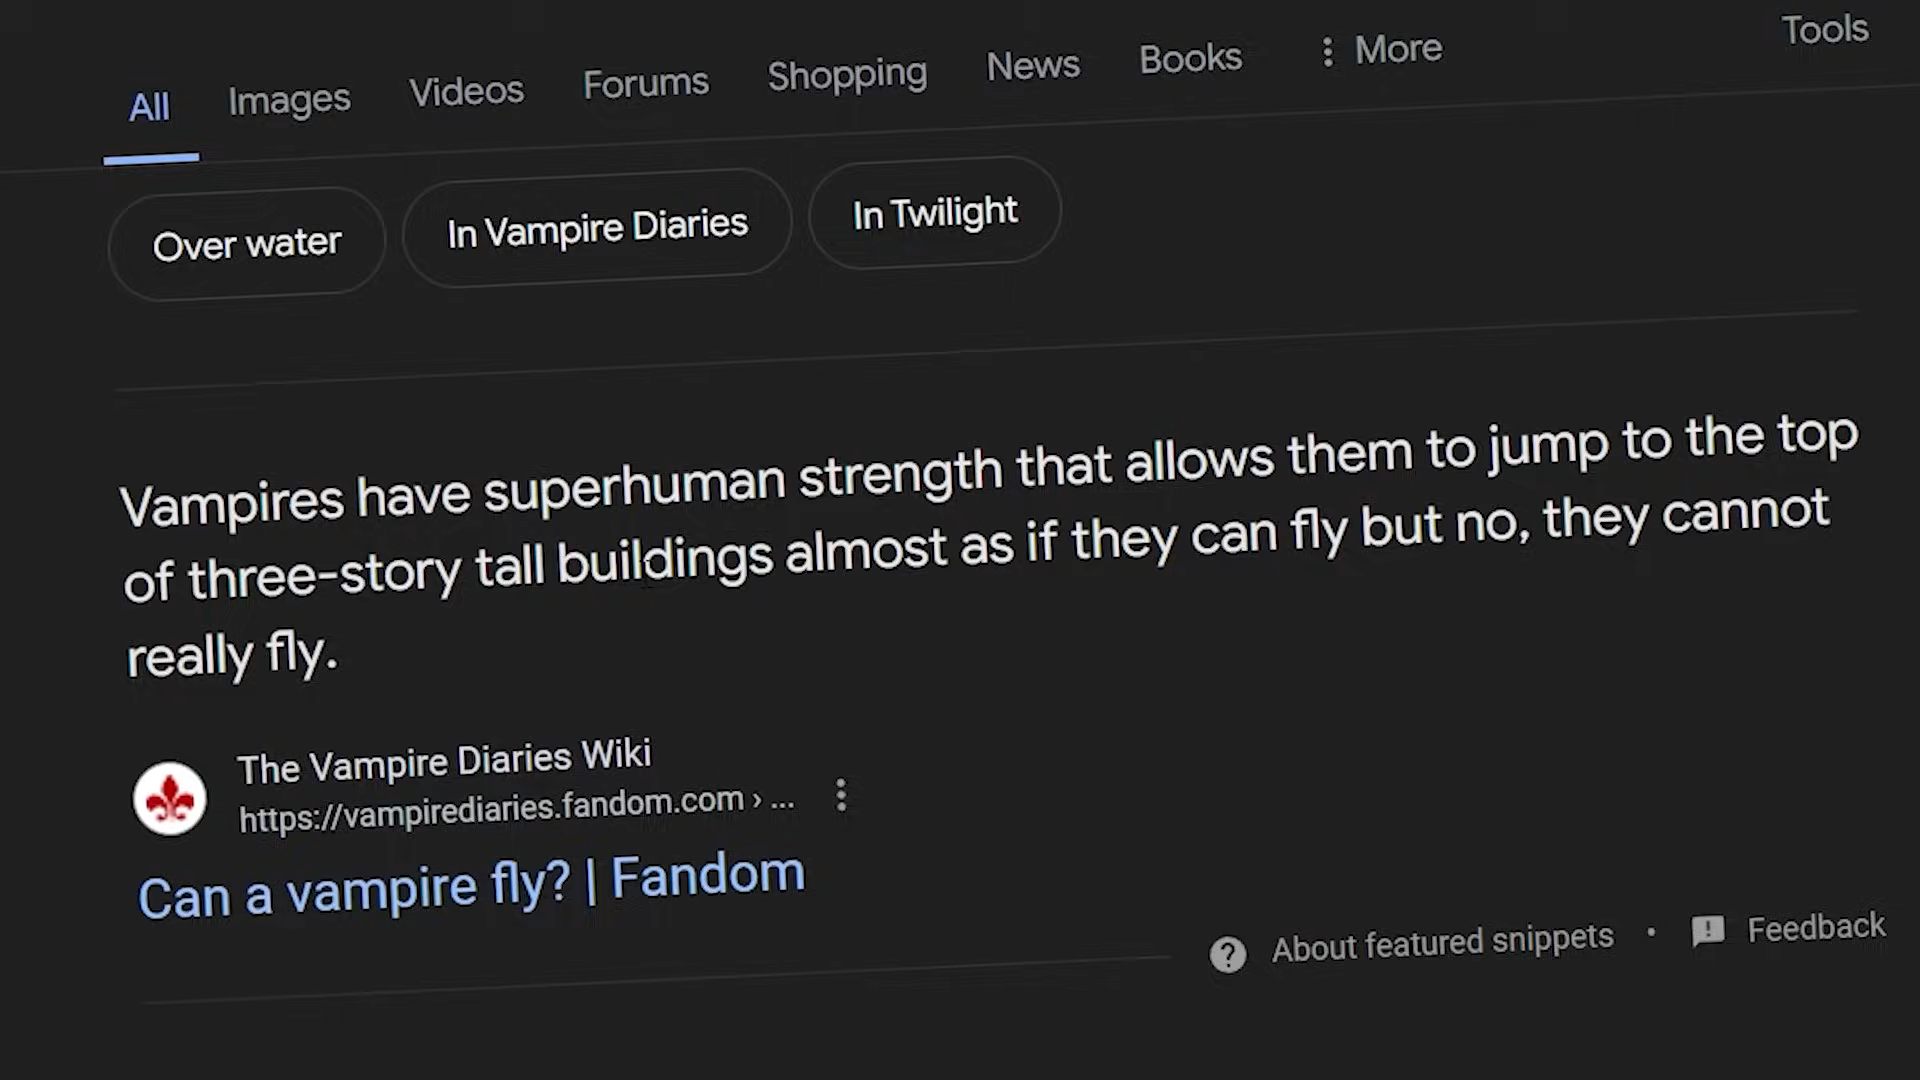 All Images Videos Forums Shopping News Books More Tools
Over water In Vampire Diaries In Twilight
Vampires have superhuman strength that allows them to jump to the top
of three-story tall buildings almost as if they can fly but no, they cannot
really fly.
The Vampire Diaries Wiki
https://vampirediaries.fandom.com › ...
Can a vampire fly? | Fandom
About featured snippets • Feedback